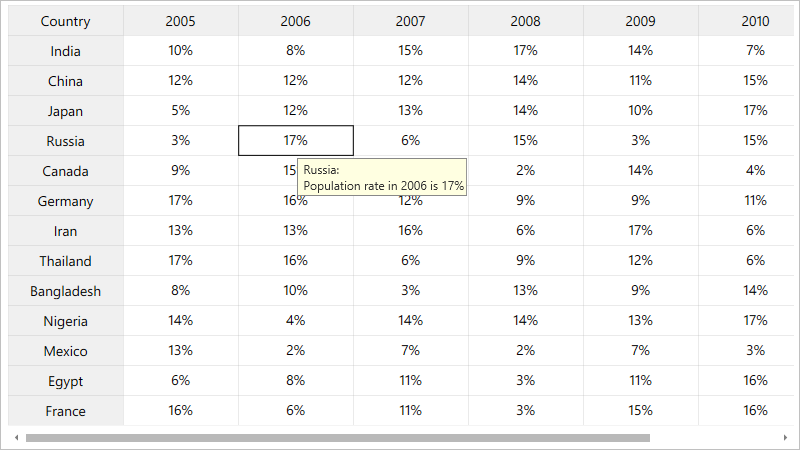 Country 2005 2006 2007 2008 2009 2010
India 10% 8% 15% 17% 14% 7%
China 12% 12% 12% 14% 11% 15%
Japan 5% 12% 13% 14% 10% 17%
Russia 3% 17% 6% 15% 3% 15%
Canada 9% 15 2% 14% 4%
Russia:
Population rate in 2006 is 17%
Germany 17% 16% 12% 9% 9% 11%
Iran 13% 13% 16% 6% 17% 6%
Thailand 17% 16% 6% 9% 12% 6%
Bangladesh 8% 10% 3% 13% 9% 14%
Nigeria 14% 4% 14% 14% 13% 17%
Mexico 13% 2% 7% 2% 7% 3%
Egypt 6% 8% 11% 3% 11% 16%
France 16% 6% 11% 3% 15% 16%